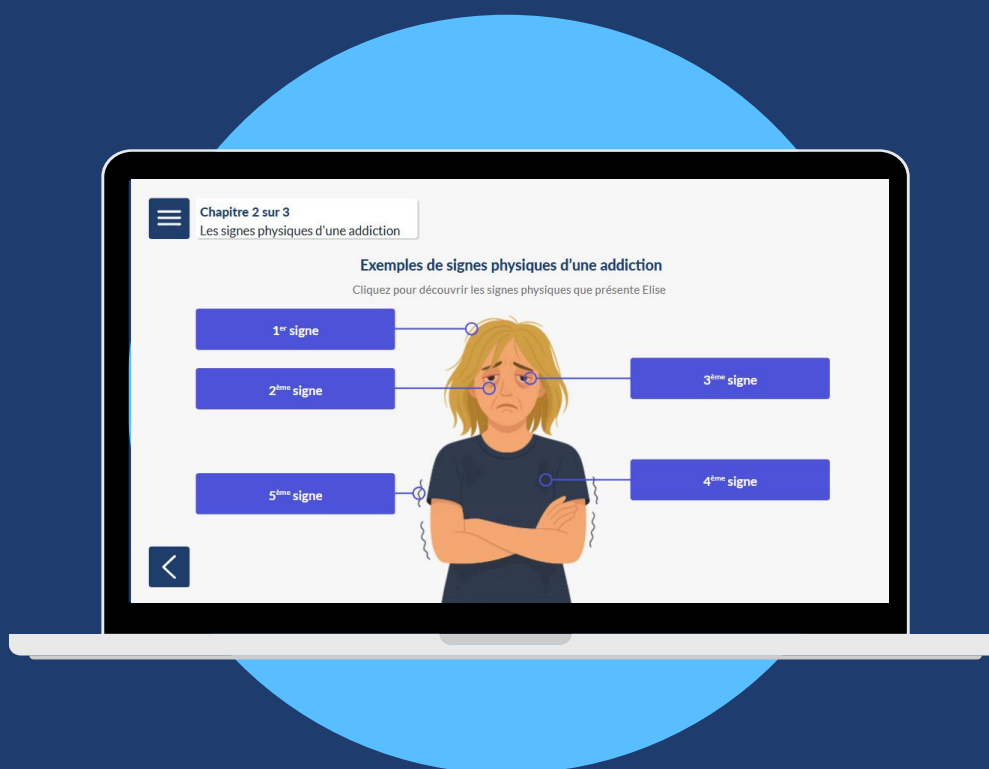 Chapitre 2 sur 3
Les signes physiques d'une addiction
Exemples de signes physiques d'une addiction
Cliquez pour découvrir les signes physiques que présente Elise
1er signe
2ème signe
3ème signe
4ème signe
5ème signe